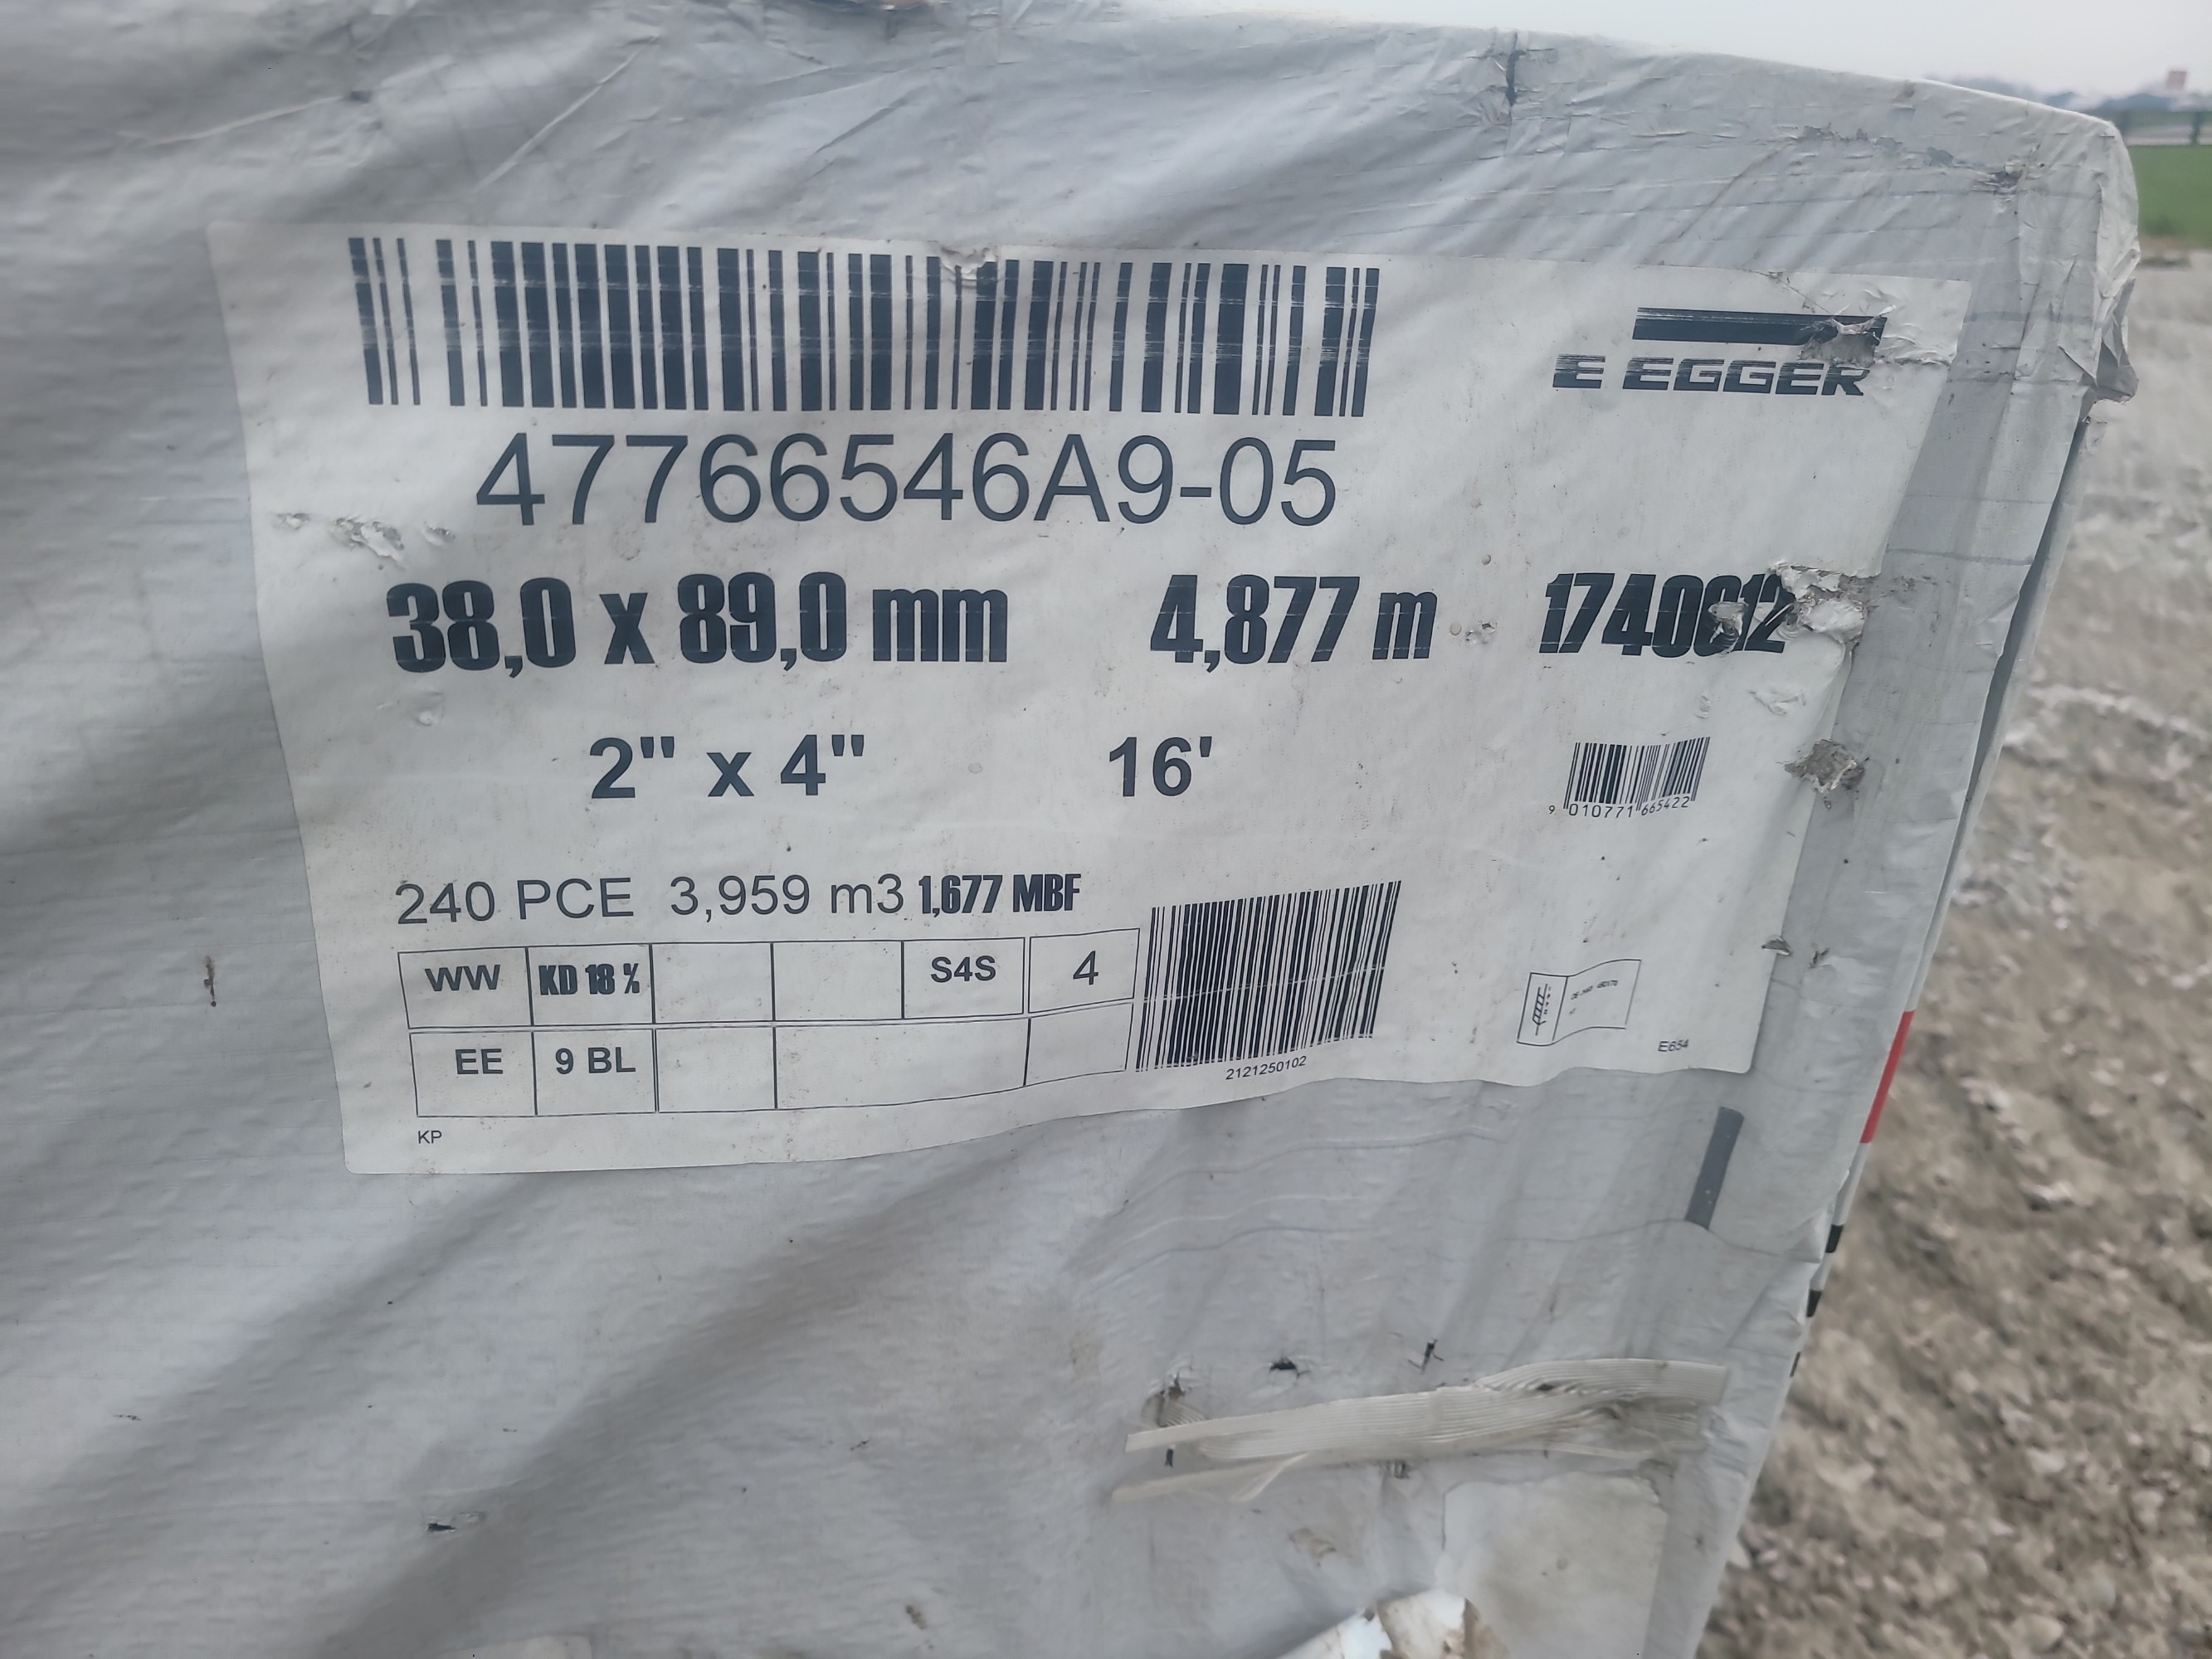 E EGGER
47766546A9-05
38,0 x 89,0 mm 4,877 m 1740012
2" x 4" 16'
9 010771 665422
240 PCE 3,959 m3 1,677 MBF
WW KD 18 % S4S 4
EE 9 BL
2121250102
E654
KP